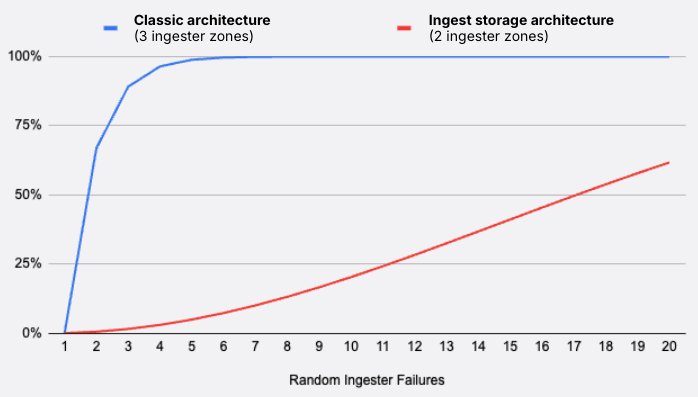 Classic architecture
(3 ingester zones)
Ingest storage architecture
(2 ingester zones)
100%
75%
50%
25%
0%
1 2 3 4 5 6 7 8 9 10 11 12 13 14 15 16 17 18 19 20
Random Ingester Failures